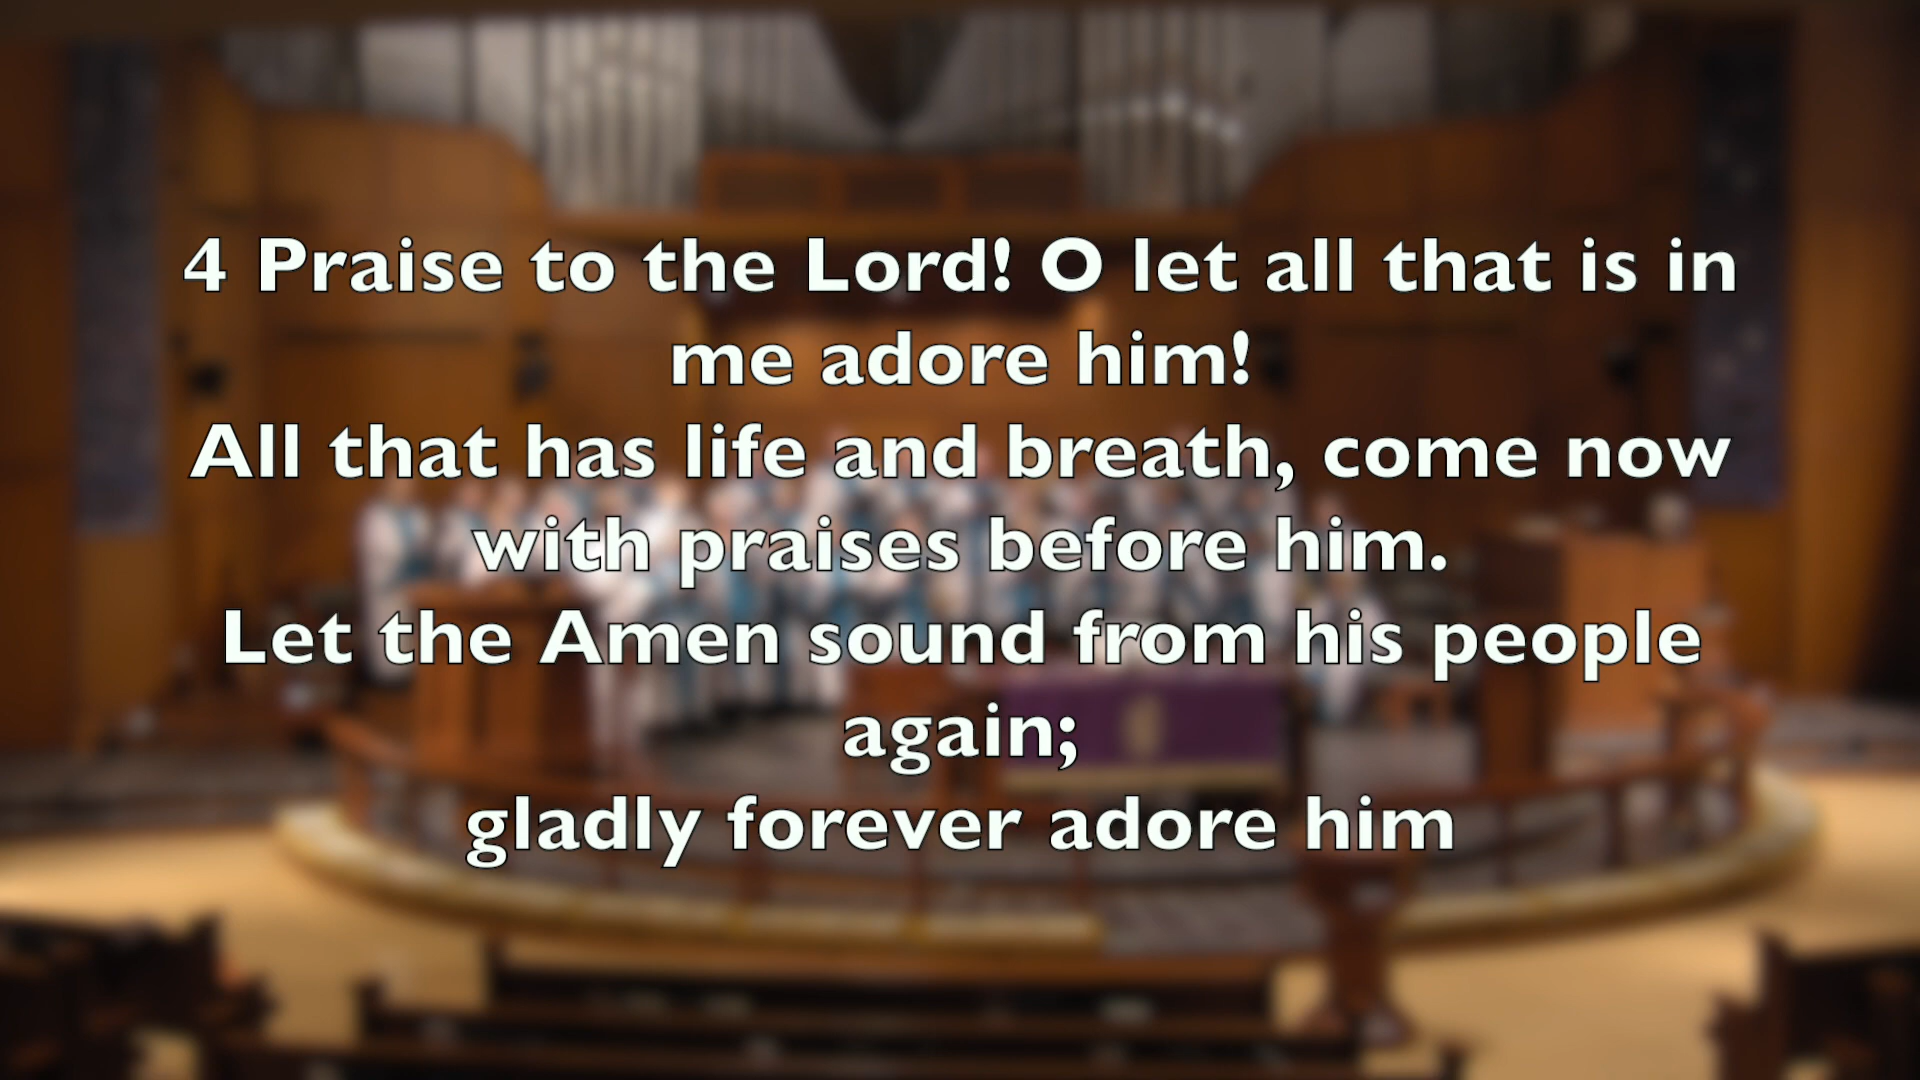 4 Praise to the Lord! O let all that is in
me adore him!
All that has life and breath, come now
with praises before him.
Let the Amen sound from his people
again;
gladly forever adore him